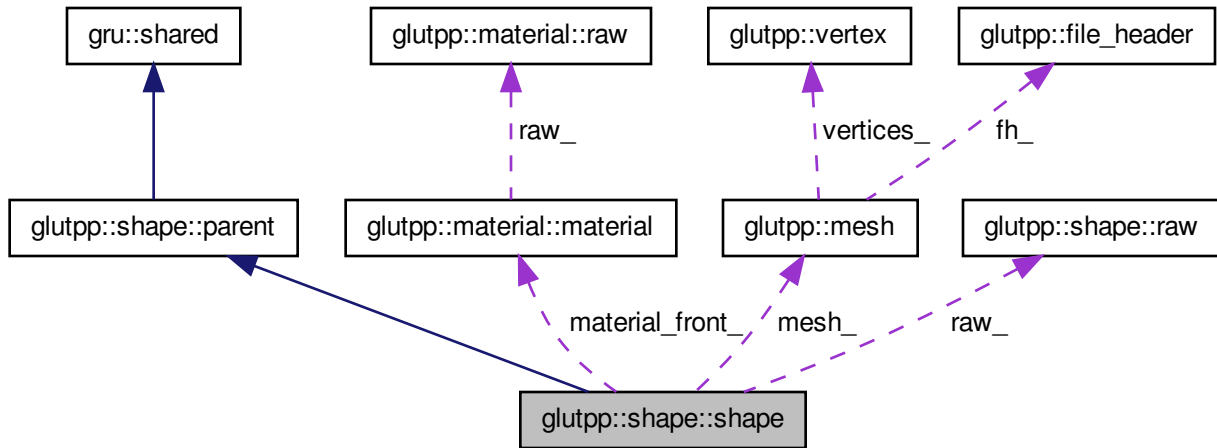 gru::shared
glutpp::material::raw
glutpp::vertex
glutpp::file_header
raw_
vertices_
fh_
glutpp::shape::parent
glutpp::material::material
glutpp::mesh
glutpp::shape::raw
material_front_
mesh_
raw_
glutpp::shape::shape